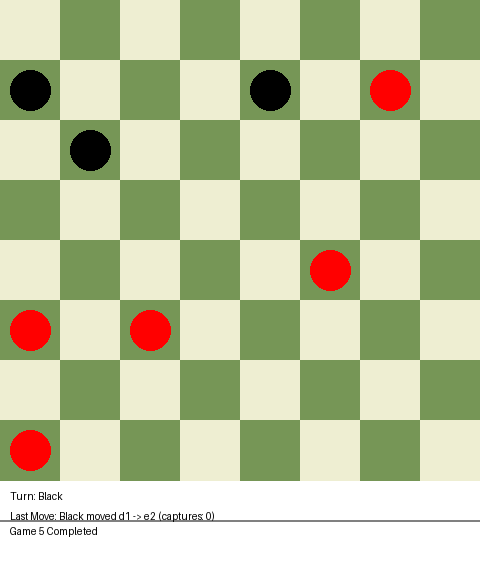 Turn: Black
Last Move: Black moved d1 -> e2 (captures: 0)
Game 5 Completed